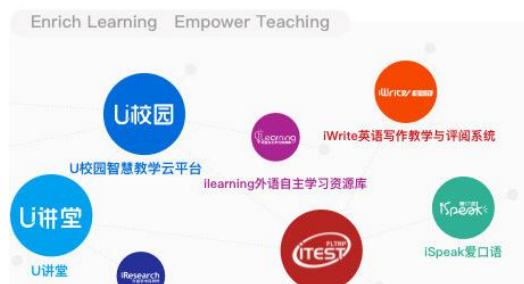 Enrich Learning Empower Teaching
U校园
U校园智慧教学云平台
iLearning
ilearning外语自主学习资源库
iWrite
iWrite英语写作教学与评阅系统
U讲堂
U讲堂
iResearch
FLTRP
iTEST
iSpeak
iSpeak爱口语